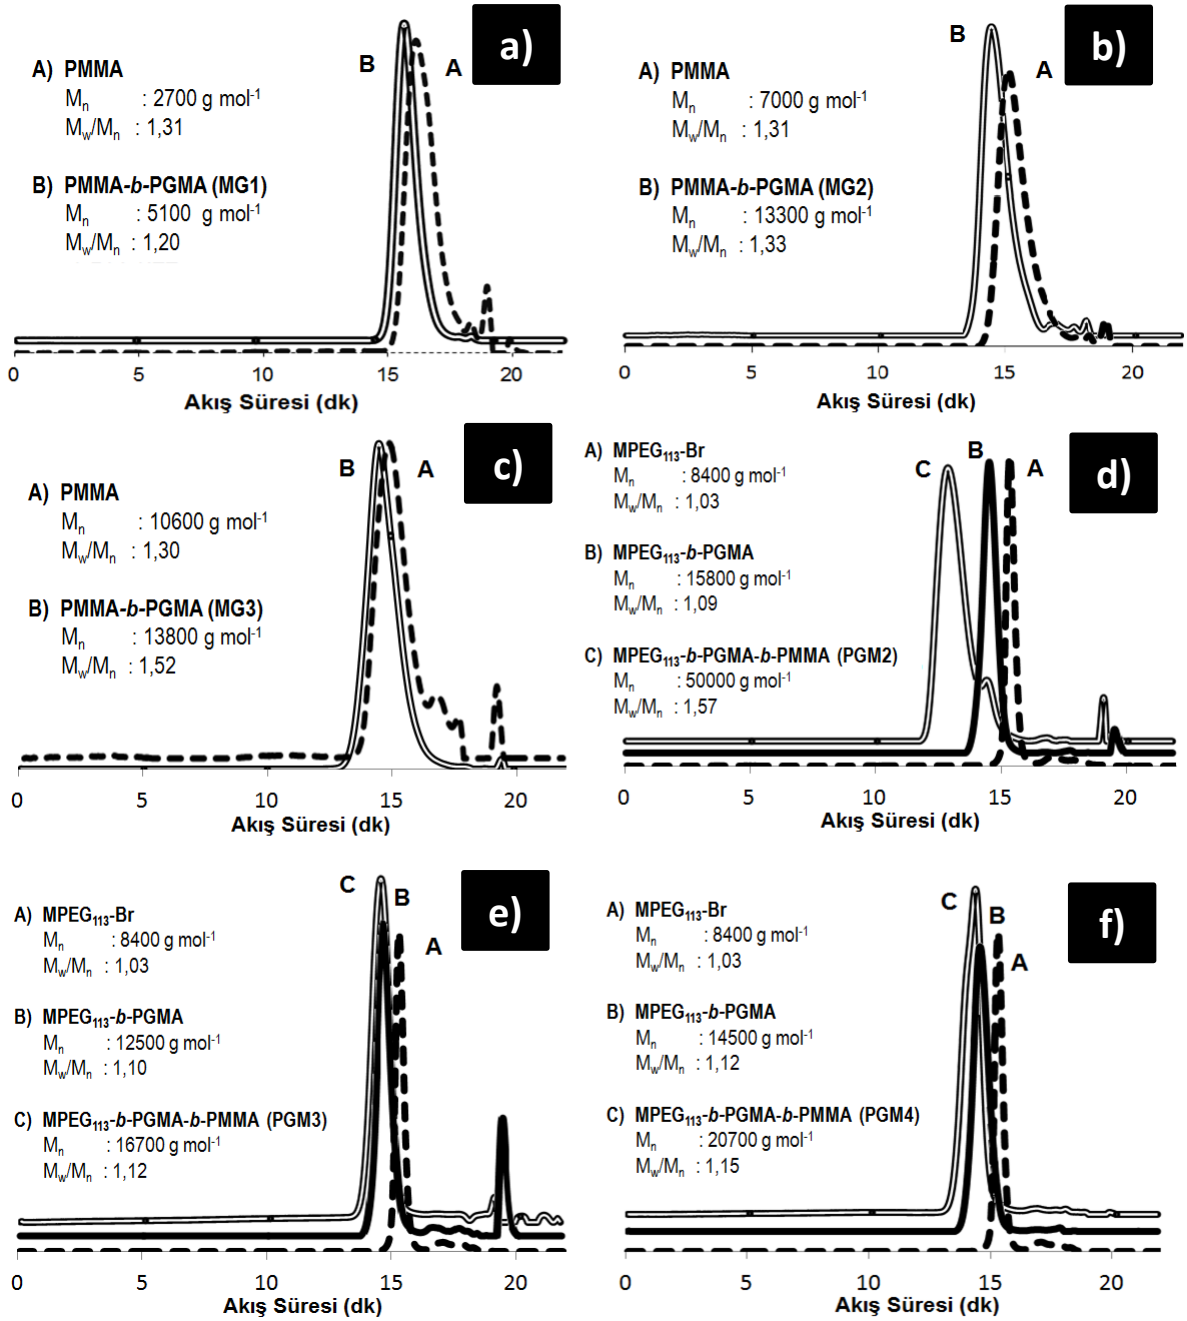 a)
A) PMMA
Mn : 2700 g mol-1
Mw/Mn : 1,31
B) PMMA-b-PGMA (MG1)
Mn : 5100 g mol-1
Mw/Mn : 1,20
B
A
0 5 10 15 20
Akış Süresi (dk)
b)
A) PMMA
Mn : 7000 g mol-1
Mw/Mn : 1,31
B) PMMA-b-PGMA (MG2)
Mn : 13300 g mol-1
Mw/Mn : 1,33
B
A
0 5 10 15 20
Akış Süresi (dk)
c)
A) PMMA
Mn : 10600 g mol-1
Mw/Mn : 1,30
B) PMMA-b-PGMA (MG3)
Mn : 13800 g mol-1
Mw/Mn : 1,52
B A
0 5 10 15 20
Akış Süresi (dk)
d)
A) MPEG113-Br
Mn : 8400 g mol-1
Mw/Mn : 1,03
B) MPEG113-b-PGMA
Mn : 15800 g mol-1
Mw/Mn : 1,09
C) MPEG113-b-PGMA-b-PMMA (PGM2)
Mn : 50000 g mol-1
Mw/Mn : 1,57
C B A
0 5 10 15 20
Akış Süresi (dk)
e)
A) MPEG113-Br
Mn : 8400 g mol-1
Mw/Mn : 1,03
B) MPEG113-b-PGMA
Mn : 12500 g mol-1
Mw/Mn : 1,10
C) MPEG113-b-PGMA-b-PMMA (PGM3)
Mn : 16700 g mol-1
Mw/Mn : 1,12
C B A
0 5 10 15 20
Akış Süresi (dk)
f)
A) MPEG113-Br
Mn : 8400 g mol-1
Mw/Mn : 1,03
B) MPEG113-b-PGMA
Mn : 14500 g mol-1
Mw/Mn : 1,12
C) MPEG113-b-PGMA-b-PMMA (PGM4)
Mn : 20700 g mol-1
Mw/Mn : 1,15
C B A
0 5 10 15 20
Akış Süresi (dk)